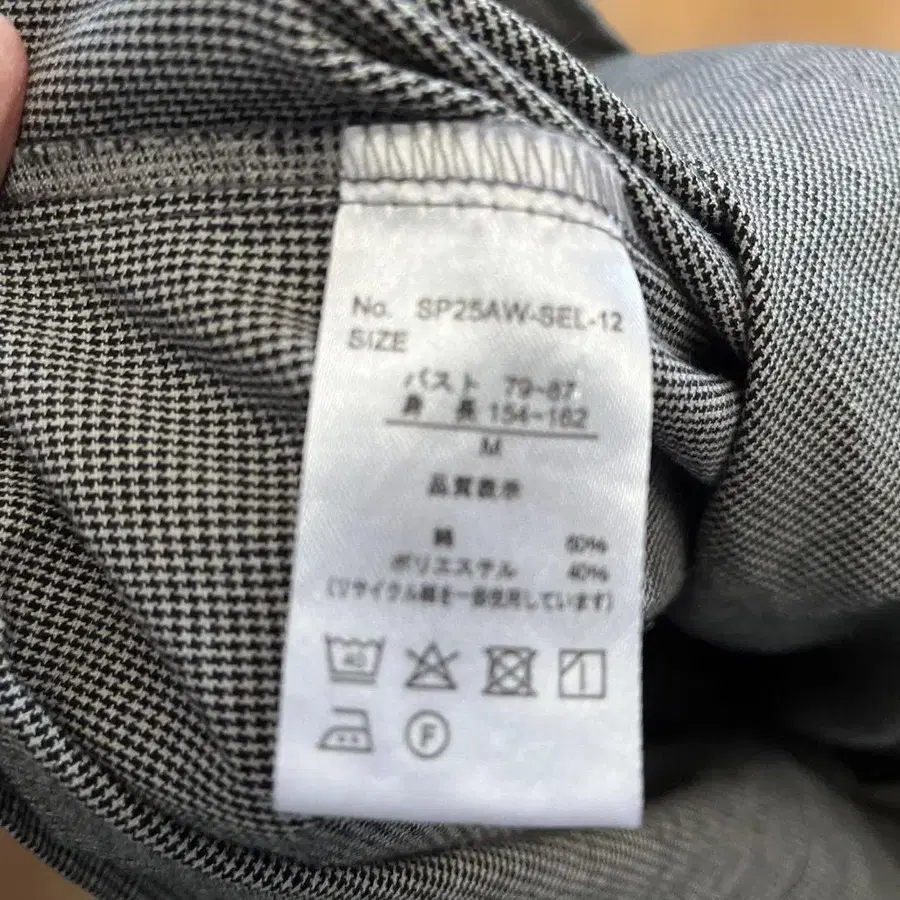 No. SP25AW-SEL-12
SIZE
バスト 79~87
身 長 154~162
M
品質表示
綿 60%
ポリエステル 40%
(リサイクル綿を一部使用しています)
40
F